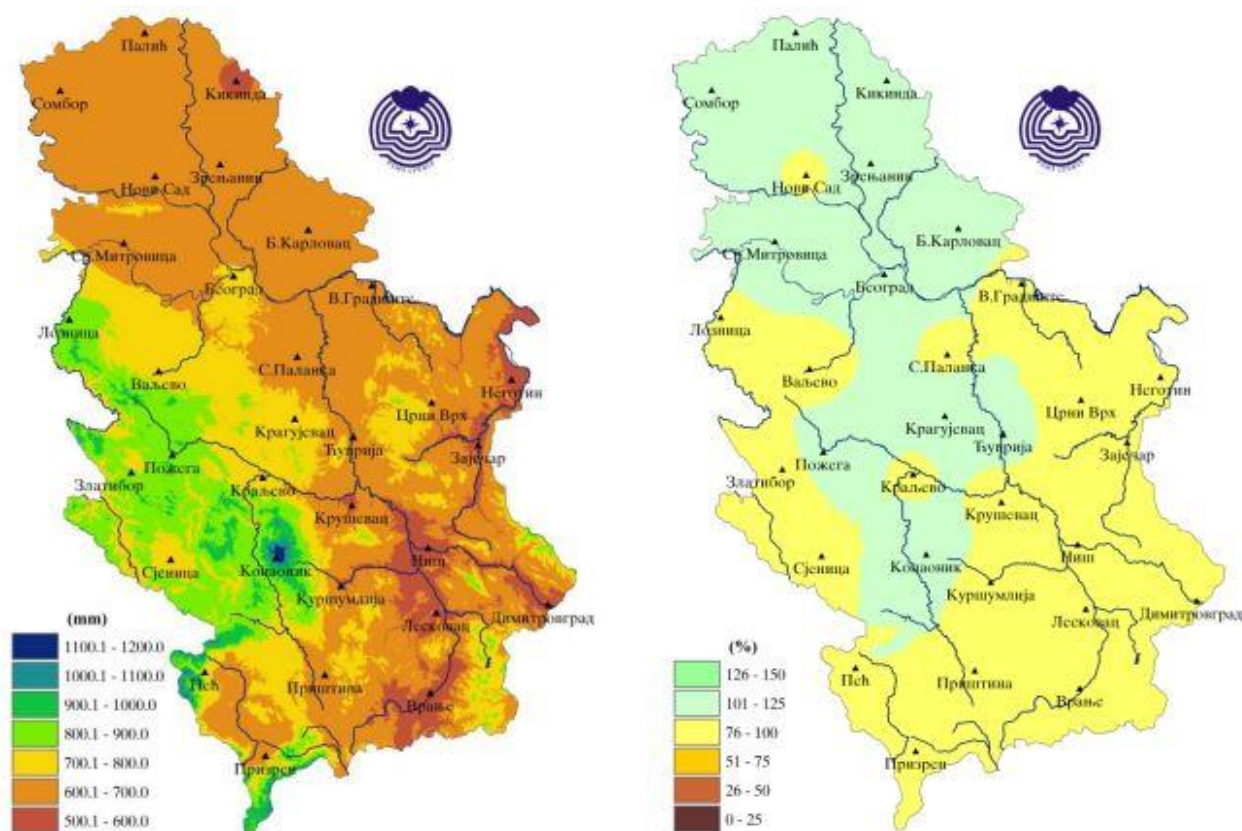 Палић
Кикинда
Сомбор
Нови Сад
Зрењанин
Б.Карловац
Ср.Митровица
Београд
В.Градиште
Лозница
Ваљево
С.Паланка
Неготин
Црни Врх
Крагујевац
Ћуприја
Зајечар
Пожега
Златибор
Краљево
Крушевац
Ниш
Сјеница
Копаоник
Куршумлија
Димитровград
Лесковац
Пећ
Приштина
Врање
Призрен
(mm)
1100.1 - 1200.0
1000.1 - 1100.0
900.1 - 1000.0
800.1 - 900.0
700.1 - 800.0
600.1 - 700.0
500.1 - 600.0
Палић
Кикинда
Сомбор
Нови Сад
Зрењанин
Б.Карловац
Ср.Митровица
Београд
В.Градиште
Лозница
Ваљево
С.Паланка
Неготин
Црни Врх
Крагујевац
Ћуприја
Зајечар
Пожега
Златибор
Краљево
Крушевац
Ниш
Сјеница
Копаоник
Куршумлија
Димитровград
Лесковац
Пећ
Приштина
Врање
Призрен
(%)
126 - 150
101 - 125
76 - 100
51 - 75
26 - 50
0 - 25